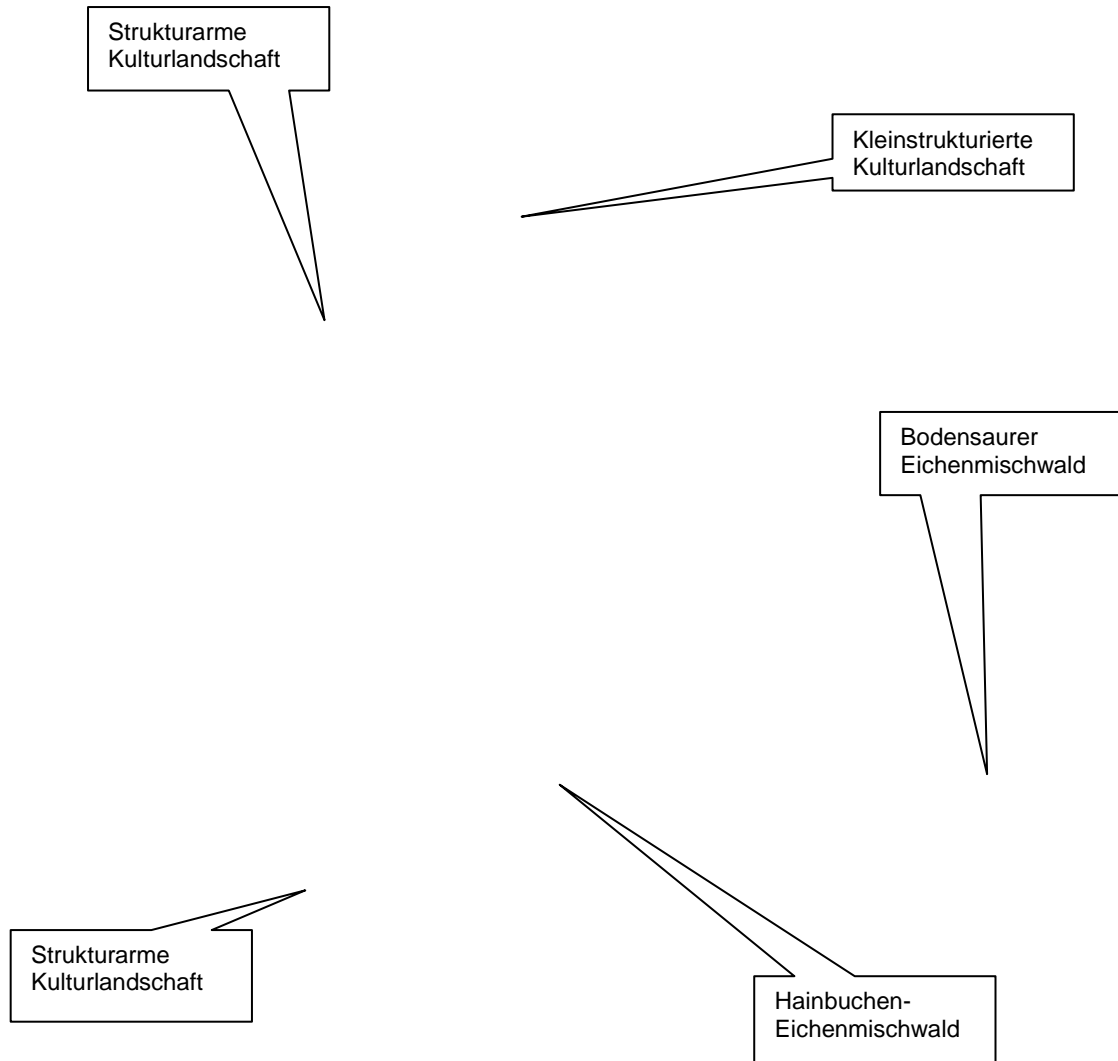 Strukturarme
Kulturlandschaft
Kleinstrukturierte
Kulturlandschaft
Bodensaurer
Eichenmischwald
Strukturarme
Kulturlandschaft
Hainbuchen-
Eichenmischwald